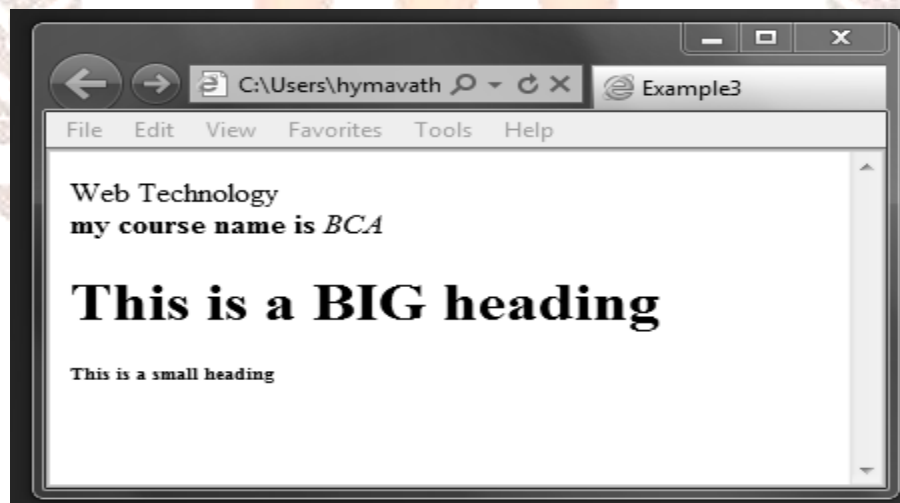 C:\Users\hymavath
Example3
File Edit View Favorites Tools Help
Web Technology
my course name is BCA
This is a BIG heading
This is a small heading